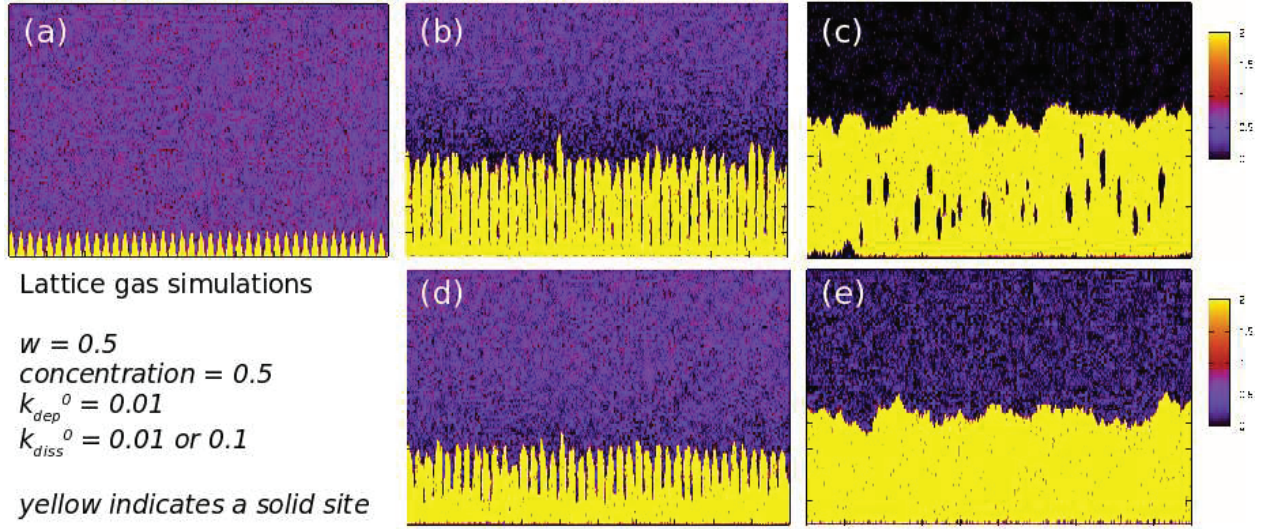 (a)
(b)
(c)
Lattice gas simulations
w = 0.5
concentration = 0.5
k_dep^0 = 0.01
k_diss^0 = 0.01 or 0.1
yellow indicates a solid site
(d)
(e)